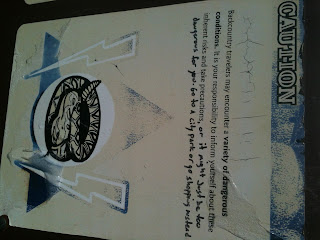 CAUTION
Backcountry travelers may encounter a variety of dangerous
conditions. It is your responsibility to inform yourself about these
inherent risks and take precautions, or it might just be too
dangerous for you. Go to a city park or go shopping instead